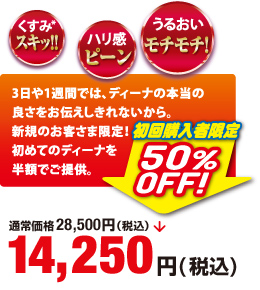 くすみ*
スキッ!!
ハリ感
ピーン
うるおい
モチモチ!
3日や1週間では、ディーナの本当の
良さをお伝えしきれないから。
新規のお客さま限定!
初めてのディーナを
半額でご提供。
初回購入者限定
50%
OFF!
通常価格28,500円(税込)↓
14,250円(税込)